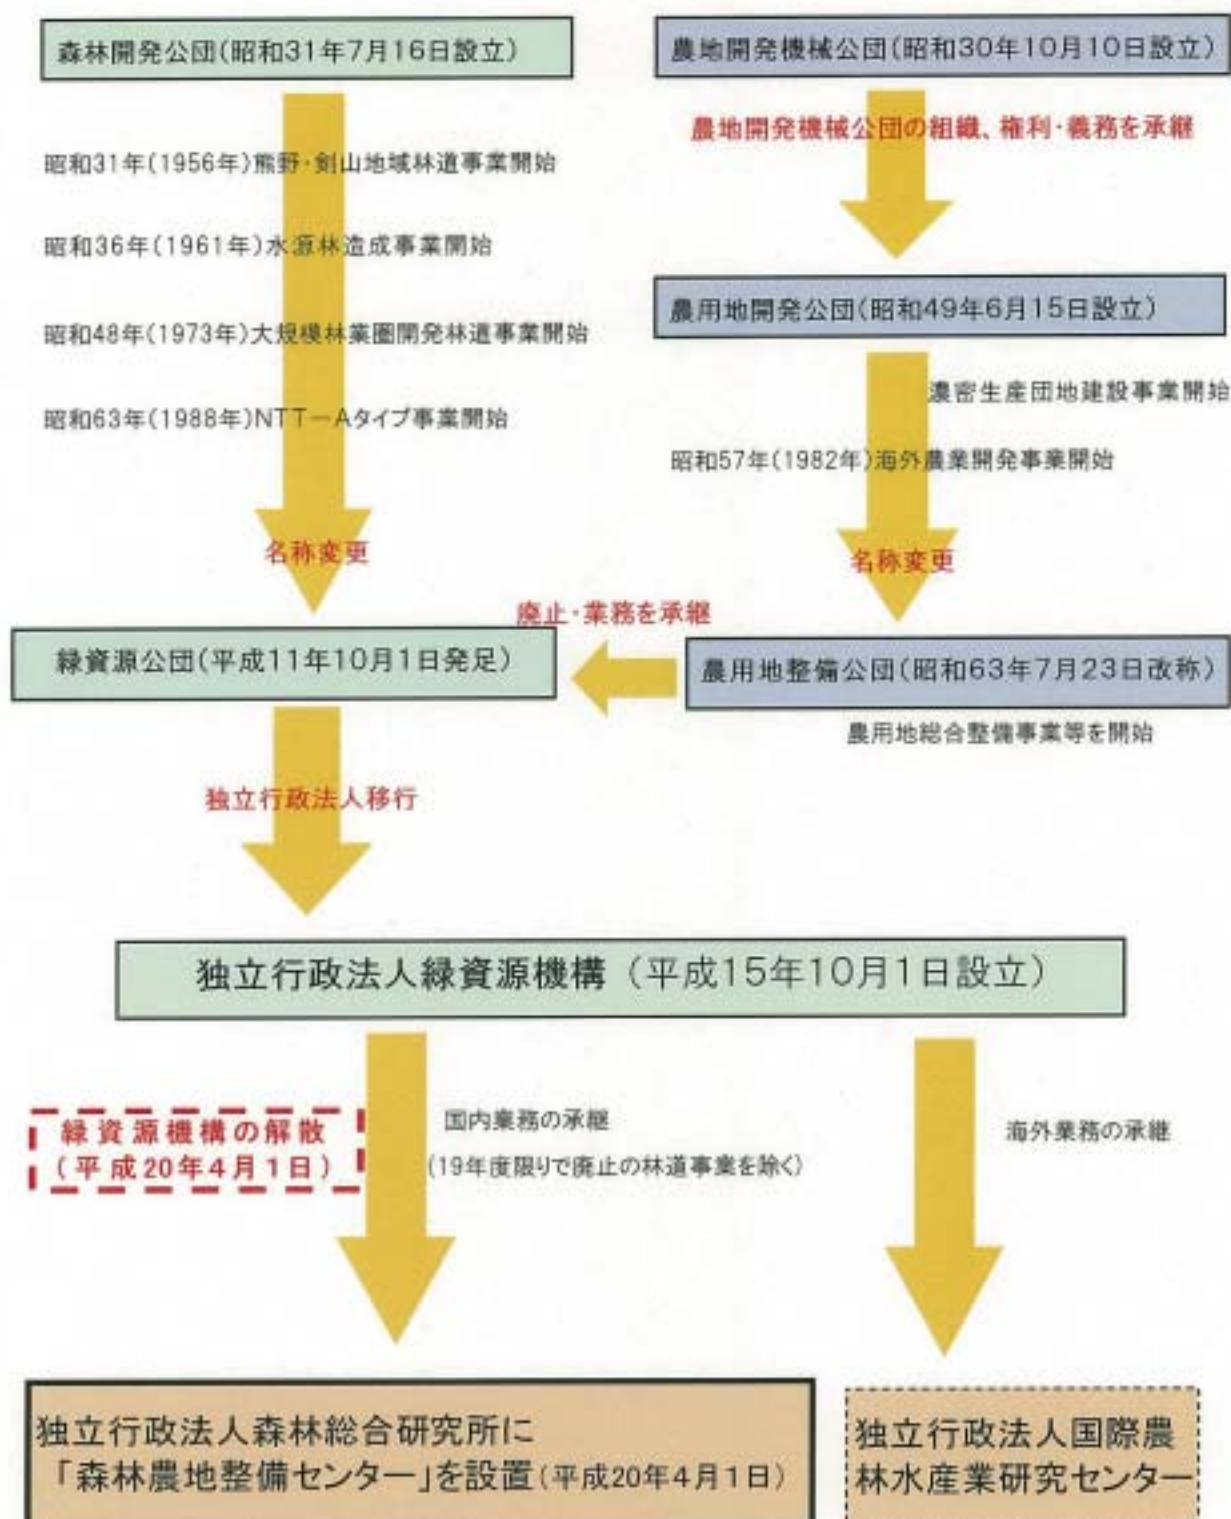 森林開発公団(昭和31年7月16日設立)
昭和31年(1956年)熊野・剣山地域林道事業開始
昭和36年(1961年)水源林造成事業開始
昭和48年(1973年)大規模林業圏開発林道事業開始
昭和63年(1988年)NTT－Aタイプ事業開始
名称変更
農地開発機械公団(昭和30年10月10日設立)
農地開発機械公団の組織、権利・義務を承継
農用地開発公団(昭和49年6月15日設立)
濃密生産団地建設事業開始
昭和57年(1982年)海外農業開発事業開始
名称変更
廃止・業務を承継
緑資源公団(平成11年10月1日発足)
農用地整備公団(昭和63年7月23日改称)
農用地総合整備事業等を開始
独立行政法人移行
独立行政法人緑資源機構（平成15年10月1日設立）
緑資源機構の解散
(平成20年4月1日)
国内業務の承継
(19年度限りで廃止の林道事業を除く)
海外業務の承継
独立行政法人森林総合研究所に
「森林農地整備センター」を設置(平成20年4月1日)
独立行政法人国際農
林水産業研究センター